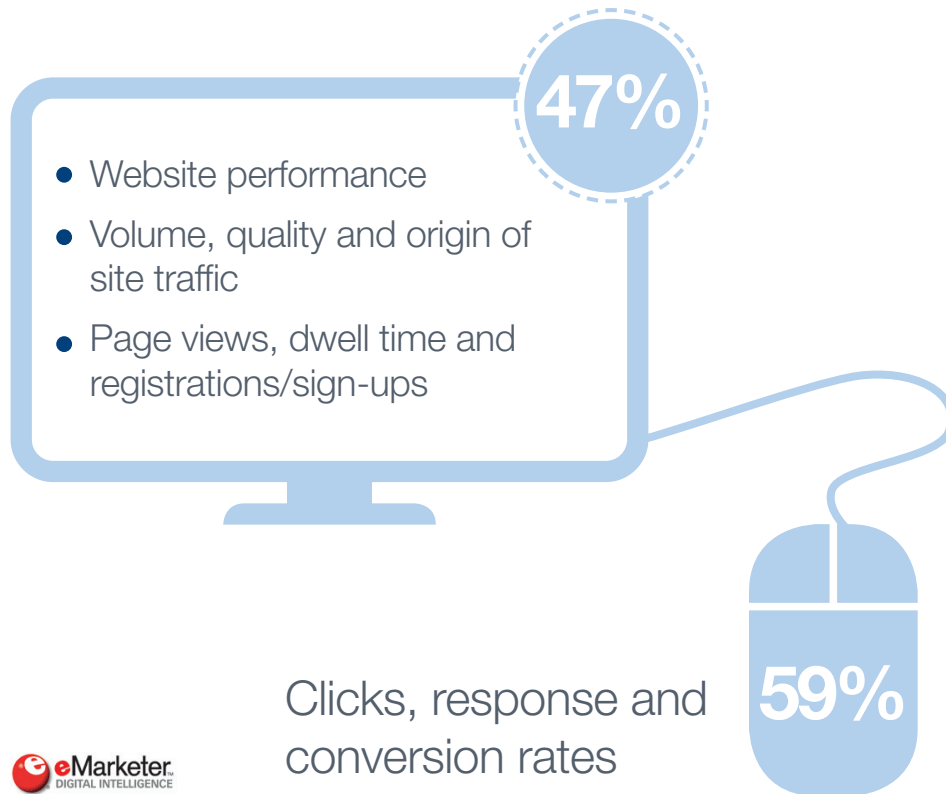 47%
Website performance
Volume, quality and origin of
site traffic
Page views, dwell time and
registrations/sign-ups
59%
Clicks, response and
conversion rates
eMarketer™
DIGITAL INTELLIGENCE